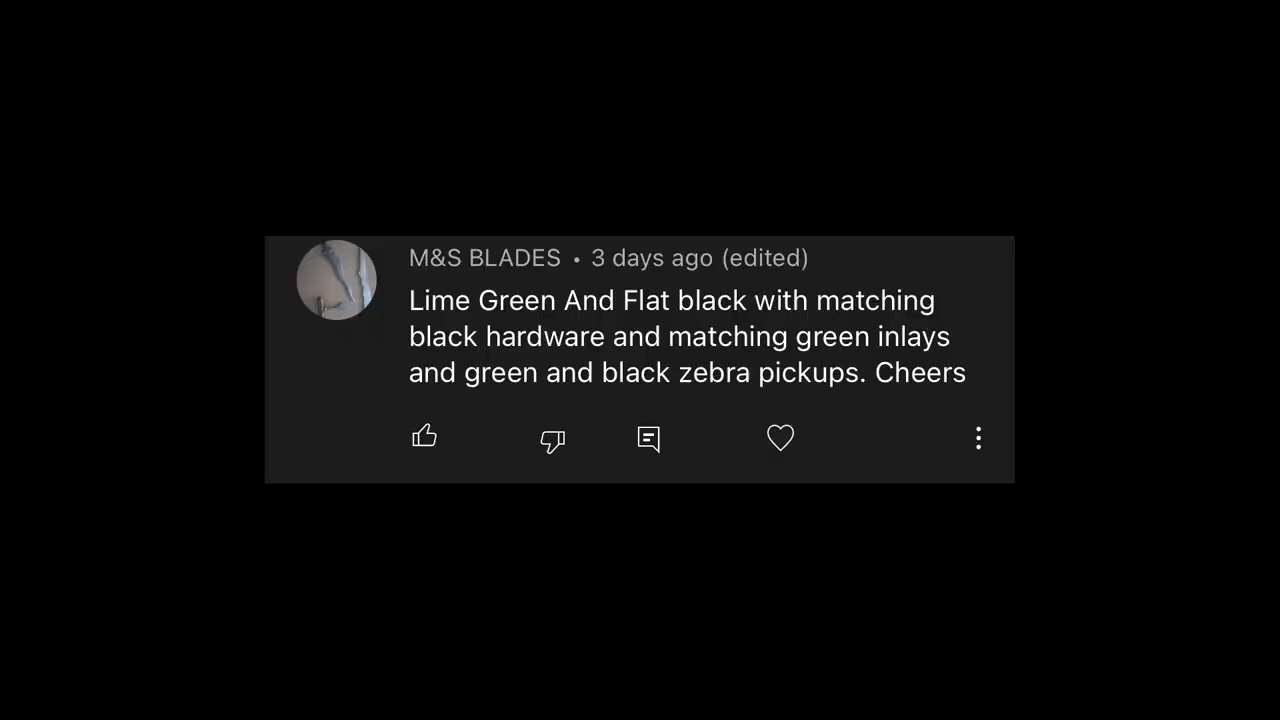 M&S BLADES • 3 days ago (edited)
Lime Green And Flat black with matching
black hardware and matching green inlays
and green and black zebra pickups. Cheers